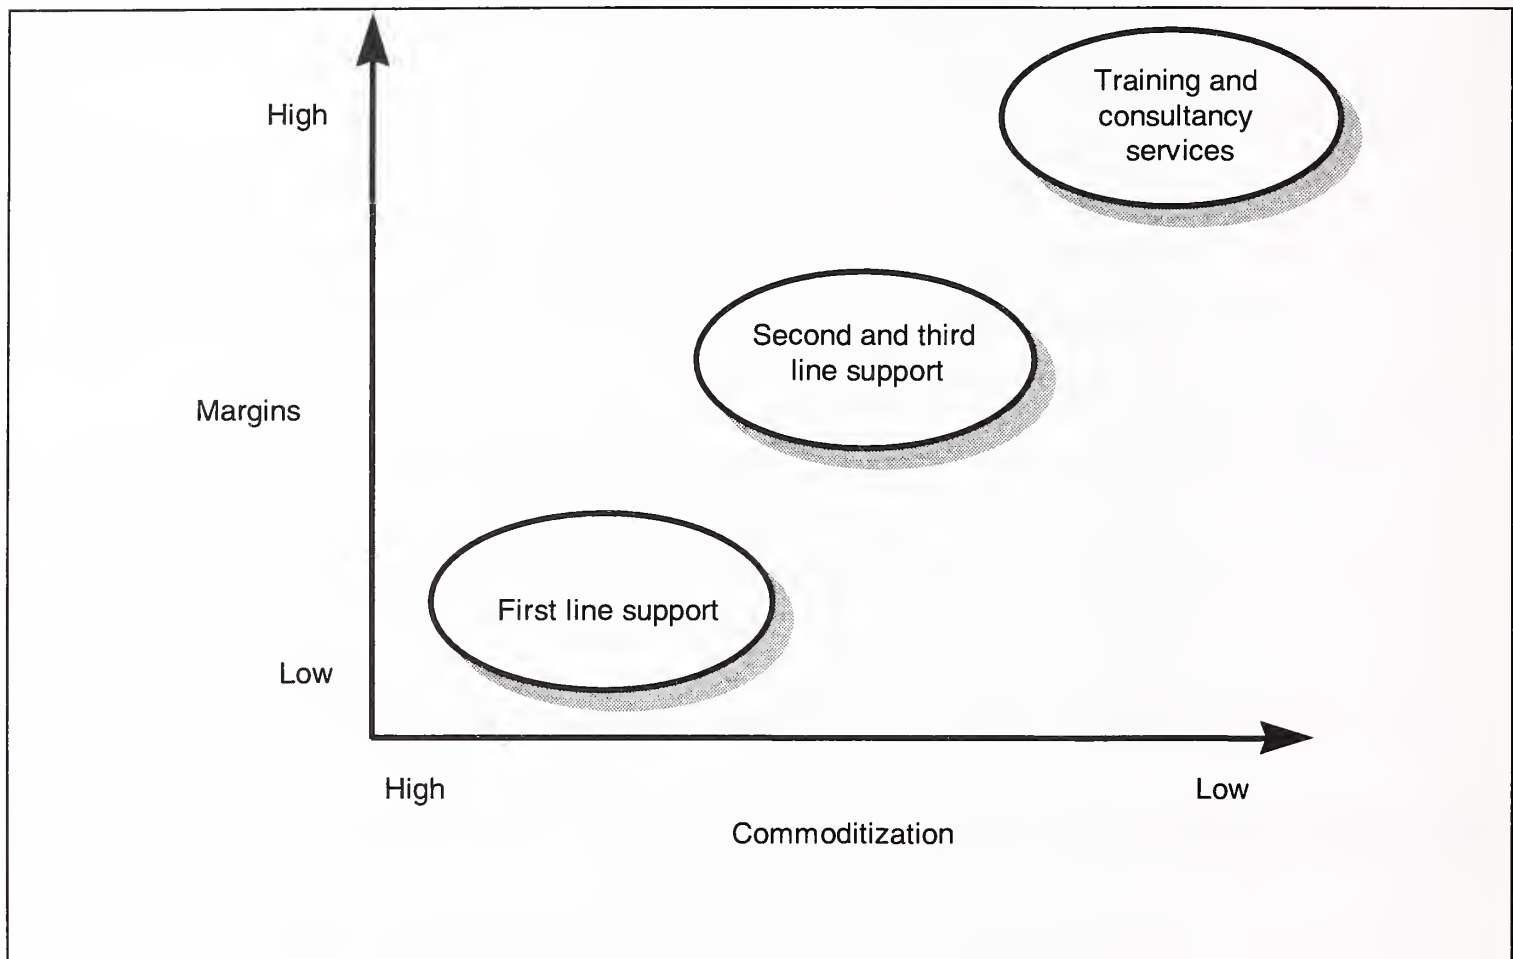 Training and
consultancy
services
High
Second and third
line support
Margins
First line support
Low
High
Low
Commoditization